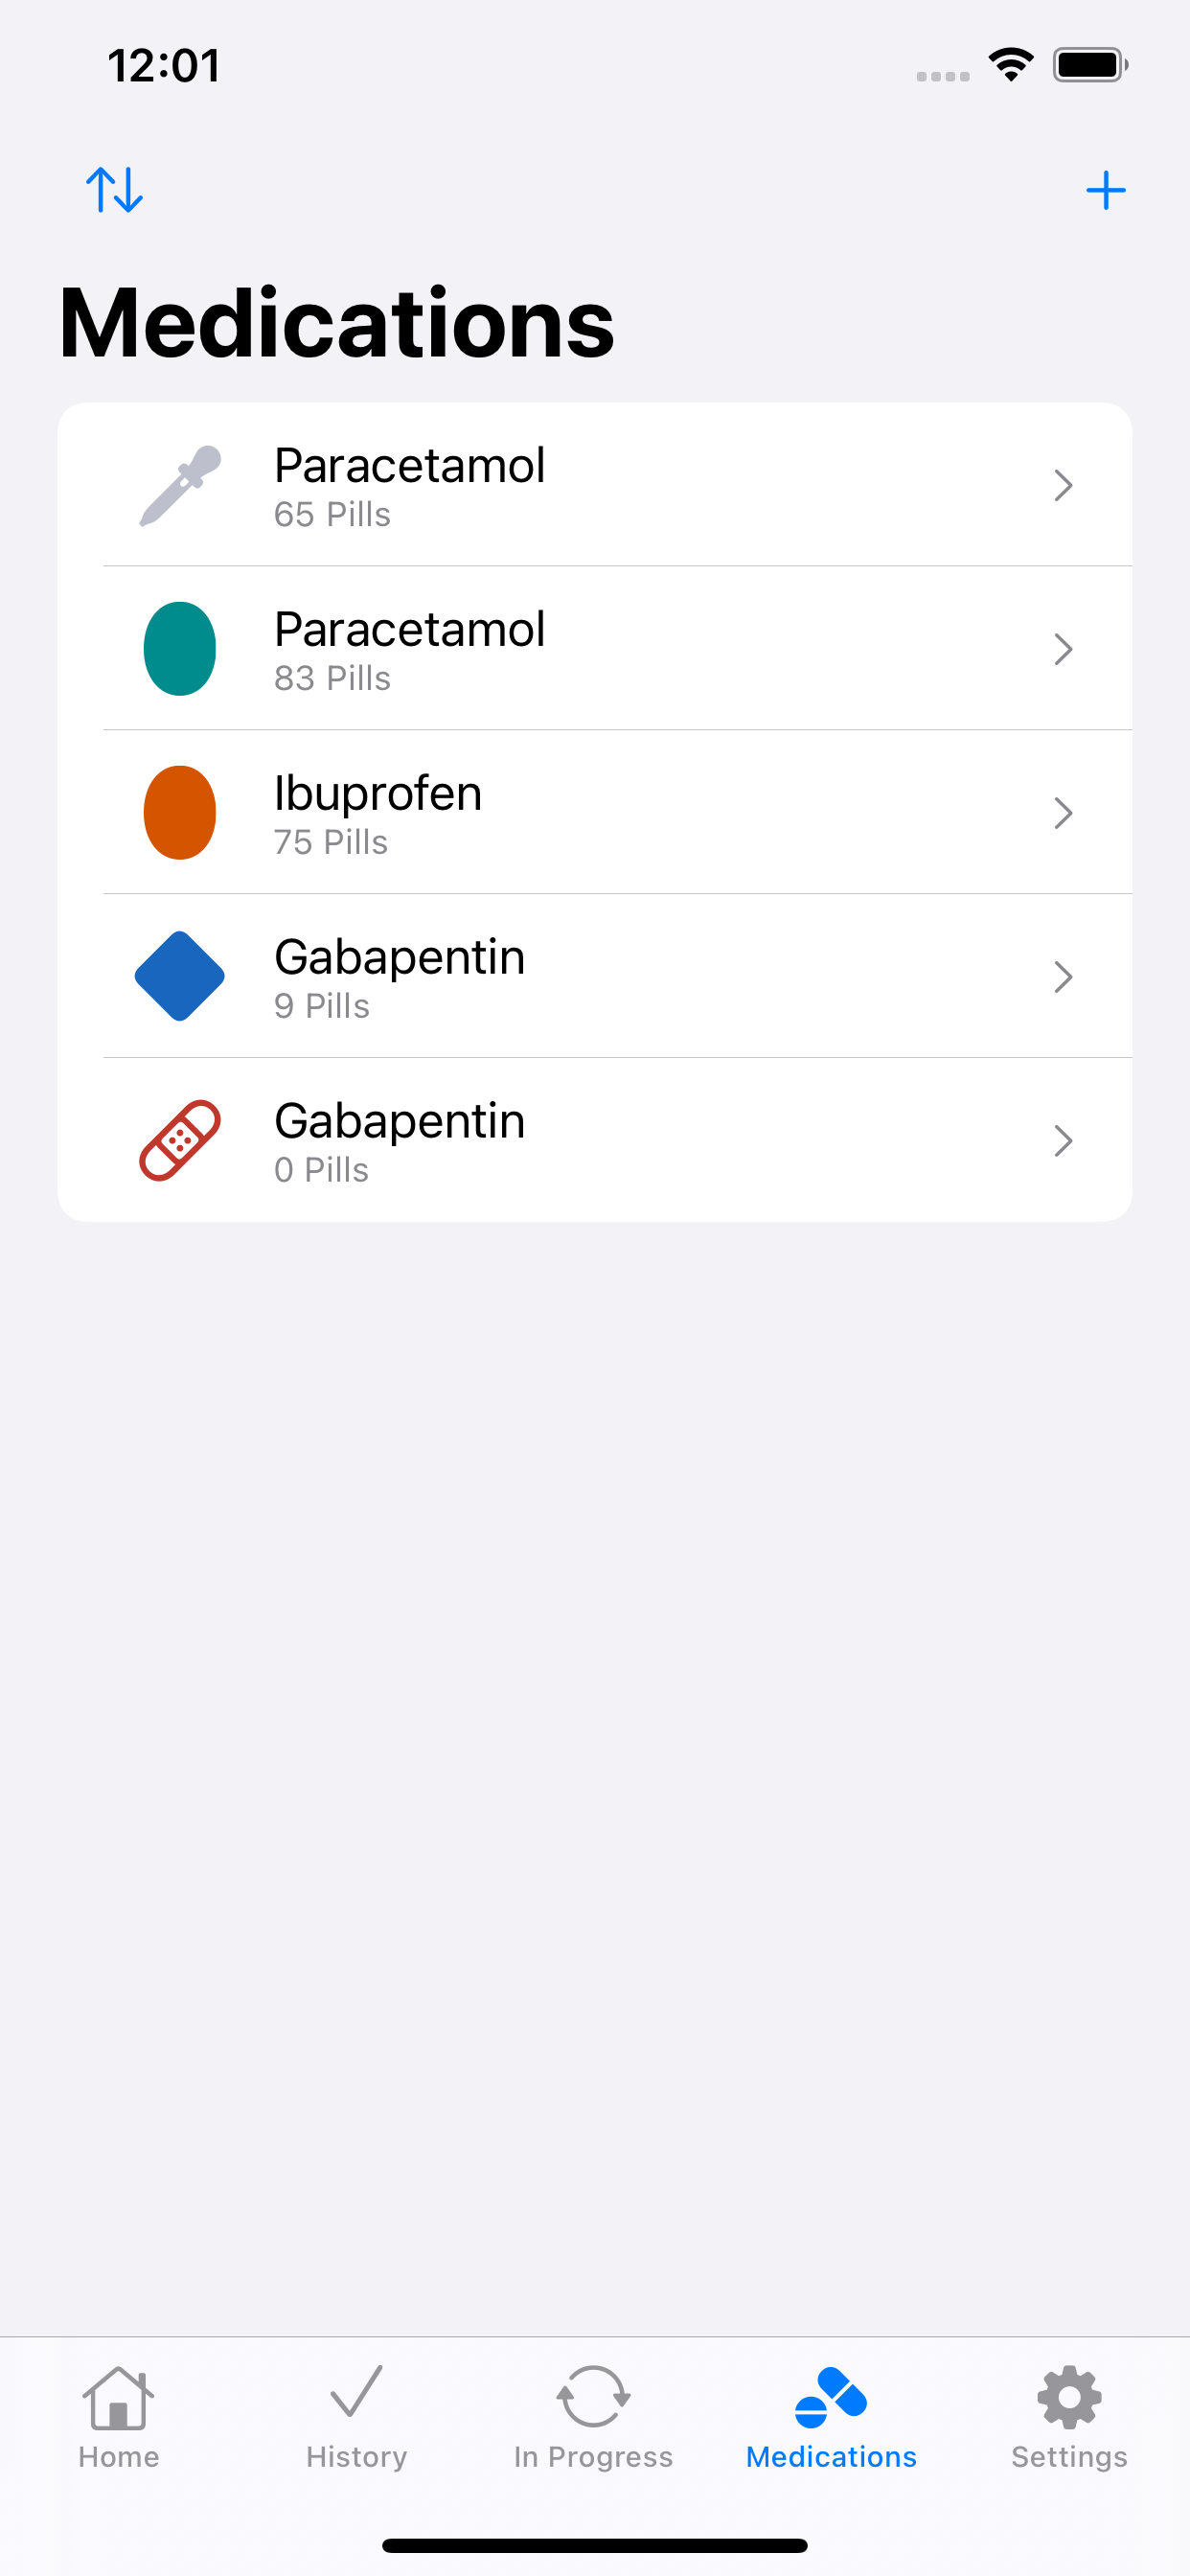 12:01
Medications
Paracetamol
65 Pills
Paracetamol
83 Pills
Ibuprofen
75 Pills
Gabapentin
9 Pills
Gabapentin
0 Pills
Home
History
In Progress
Medications
Settings